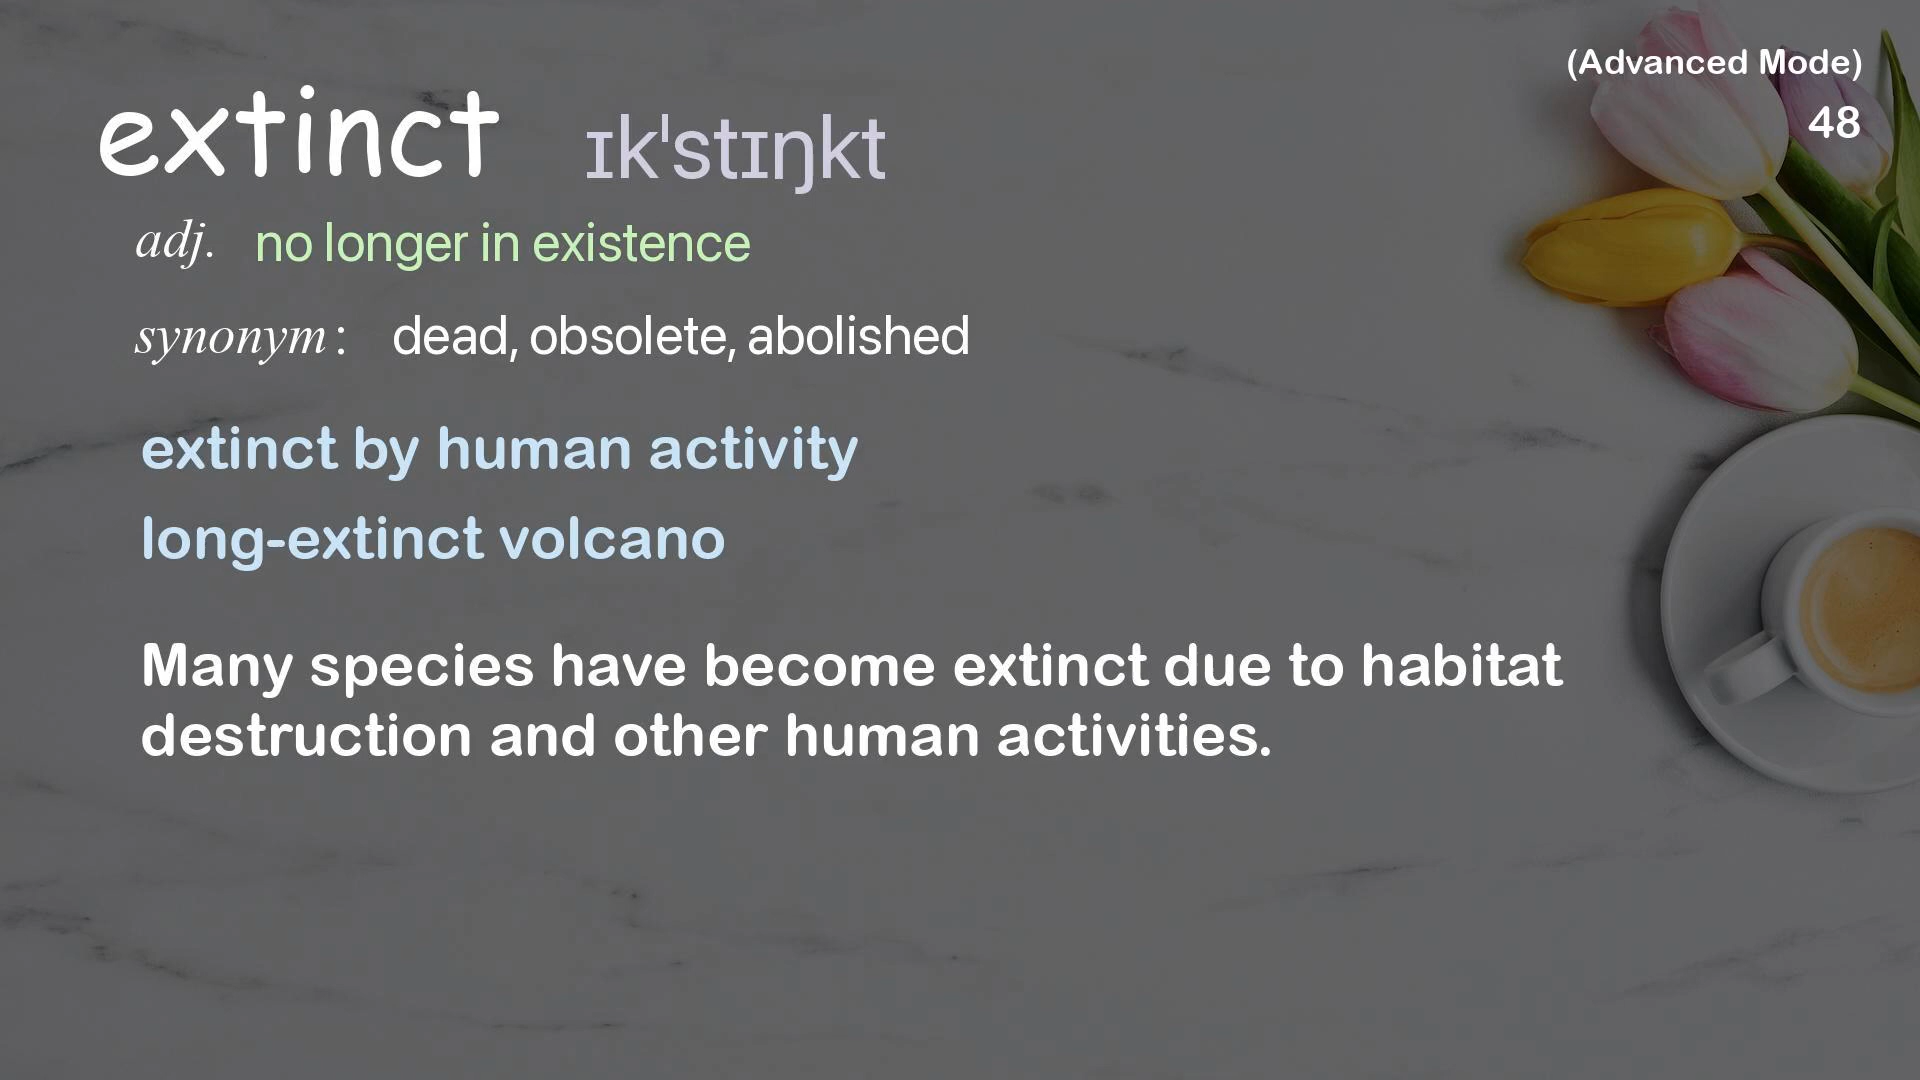 (Advanced Mode)
48
extinct ɪkˈstɪŋkt
adj. no longer in existence
synonym: dead, obsolete, abolished
extinct by human activity
long-extinct volcano
Many species have become extinct due to habitat
destruction and other human activities.